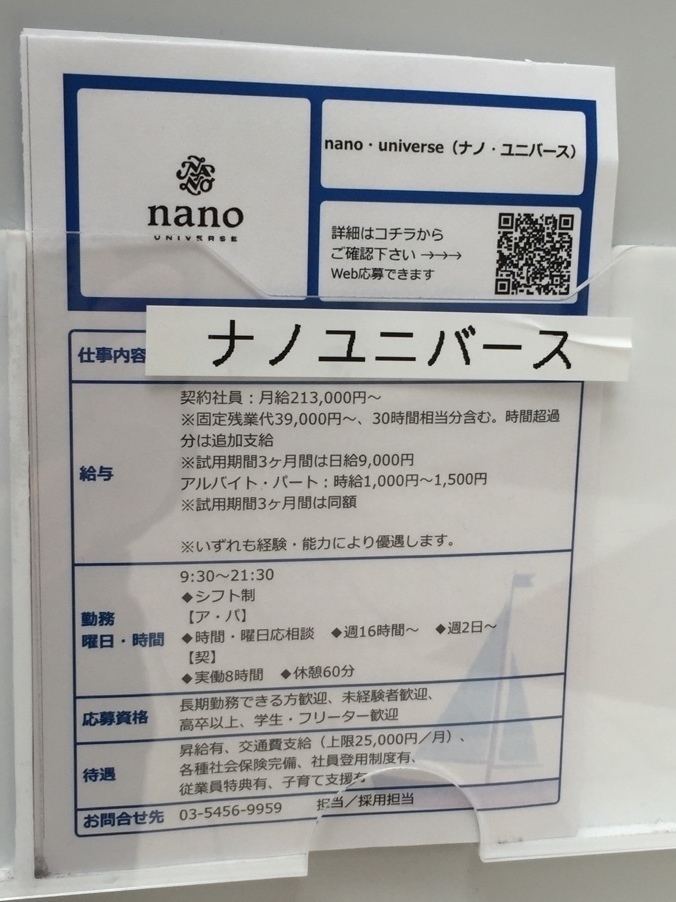 nano
UNIVERSE
nano・universe（ナノ・ユニバース）
詳細はコチラから
ご確認下さい →→→
Web応募できます
ナノユニバース
仕事内容
給与
契約社員：月給213,000円～
※固定残業代39,000円～、30時間相当分含む。時間超過
分は追加支給
※試用期間3ヶ月間は日給9,000円
アルバイト・パート：時給1,000円～1,500円
※試用期間3ヶ月間は同額
※いずれも経験・能力により優遇します。
勤務
曜日・時間
9:30～21:30
◆シフト制
【ア・パ】
◆時間・曜日応相談 ◆週16時間～ ◆週2日～
【契】
◆実働8時間 ◆休憩60分
応募資格
長期勤務できる方歓迎、未経験者歓迎、
高卒以上、学生・フリーター歓迎
待遇
昇給有、交通費支給（上限25,000円／月）、
各種社会保険完備、社員登用制度有、
従業員特典有、子育て支援有
お問合せ先
03-5456-9959 担当／採用担当